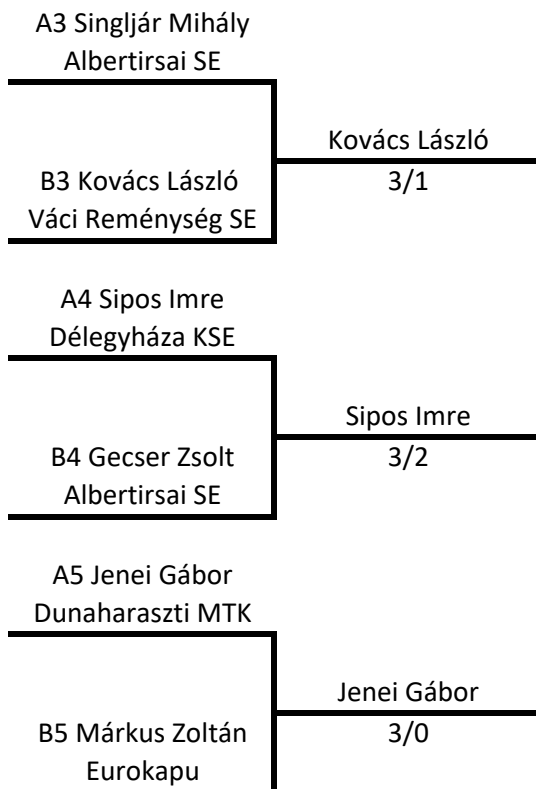 A3 Singljár Mihály
Albertirsai SE
Kovács László
3/1
B3 Kovács László
Váci Reménység SE
A4 Sipos Imre
Délegyháza KSE
Sipos Imre
3/2
B4 Gecser Zsolt
Albertirsai SE
A5 Jenei Gábor
Dunaharaszti MTK
Jenei Gábor
3/0
B5 Márkus Zoltán
Eurokapu